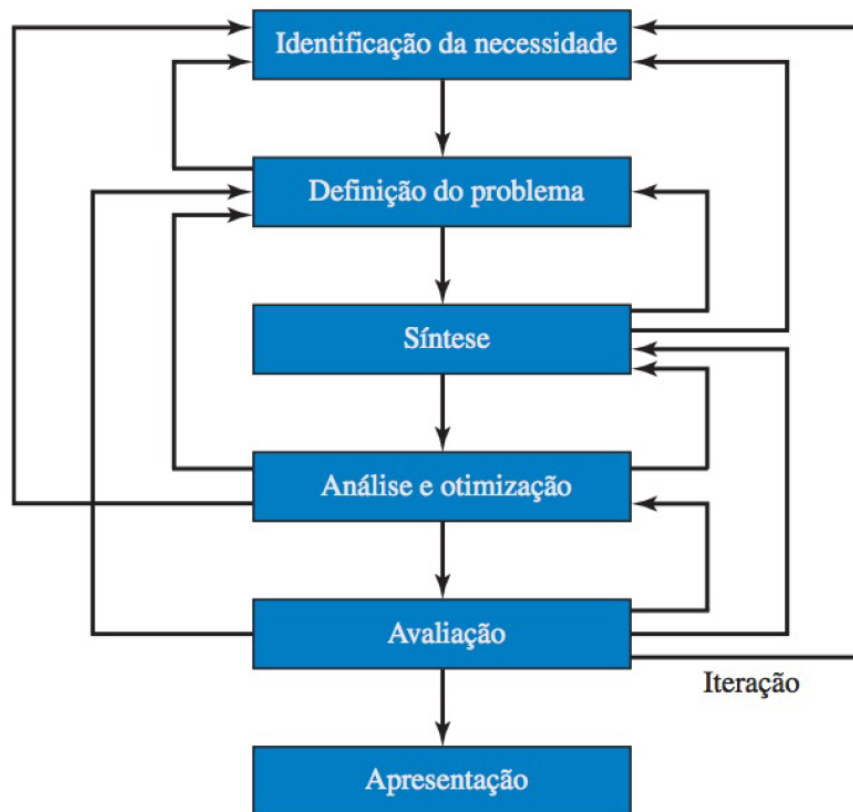 Identificação da necessidade
Definição do problema
Síntese
Análise e otimização
Avaliação
Iteração
Apresentação